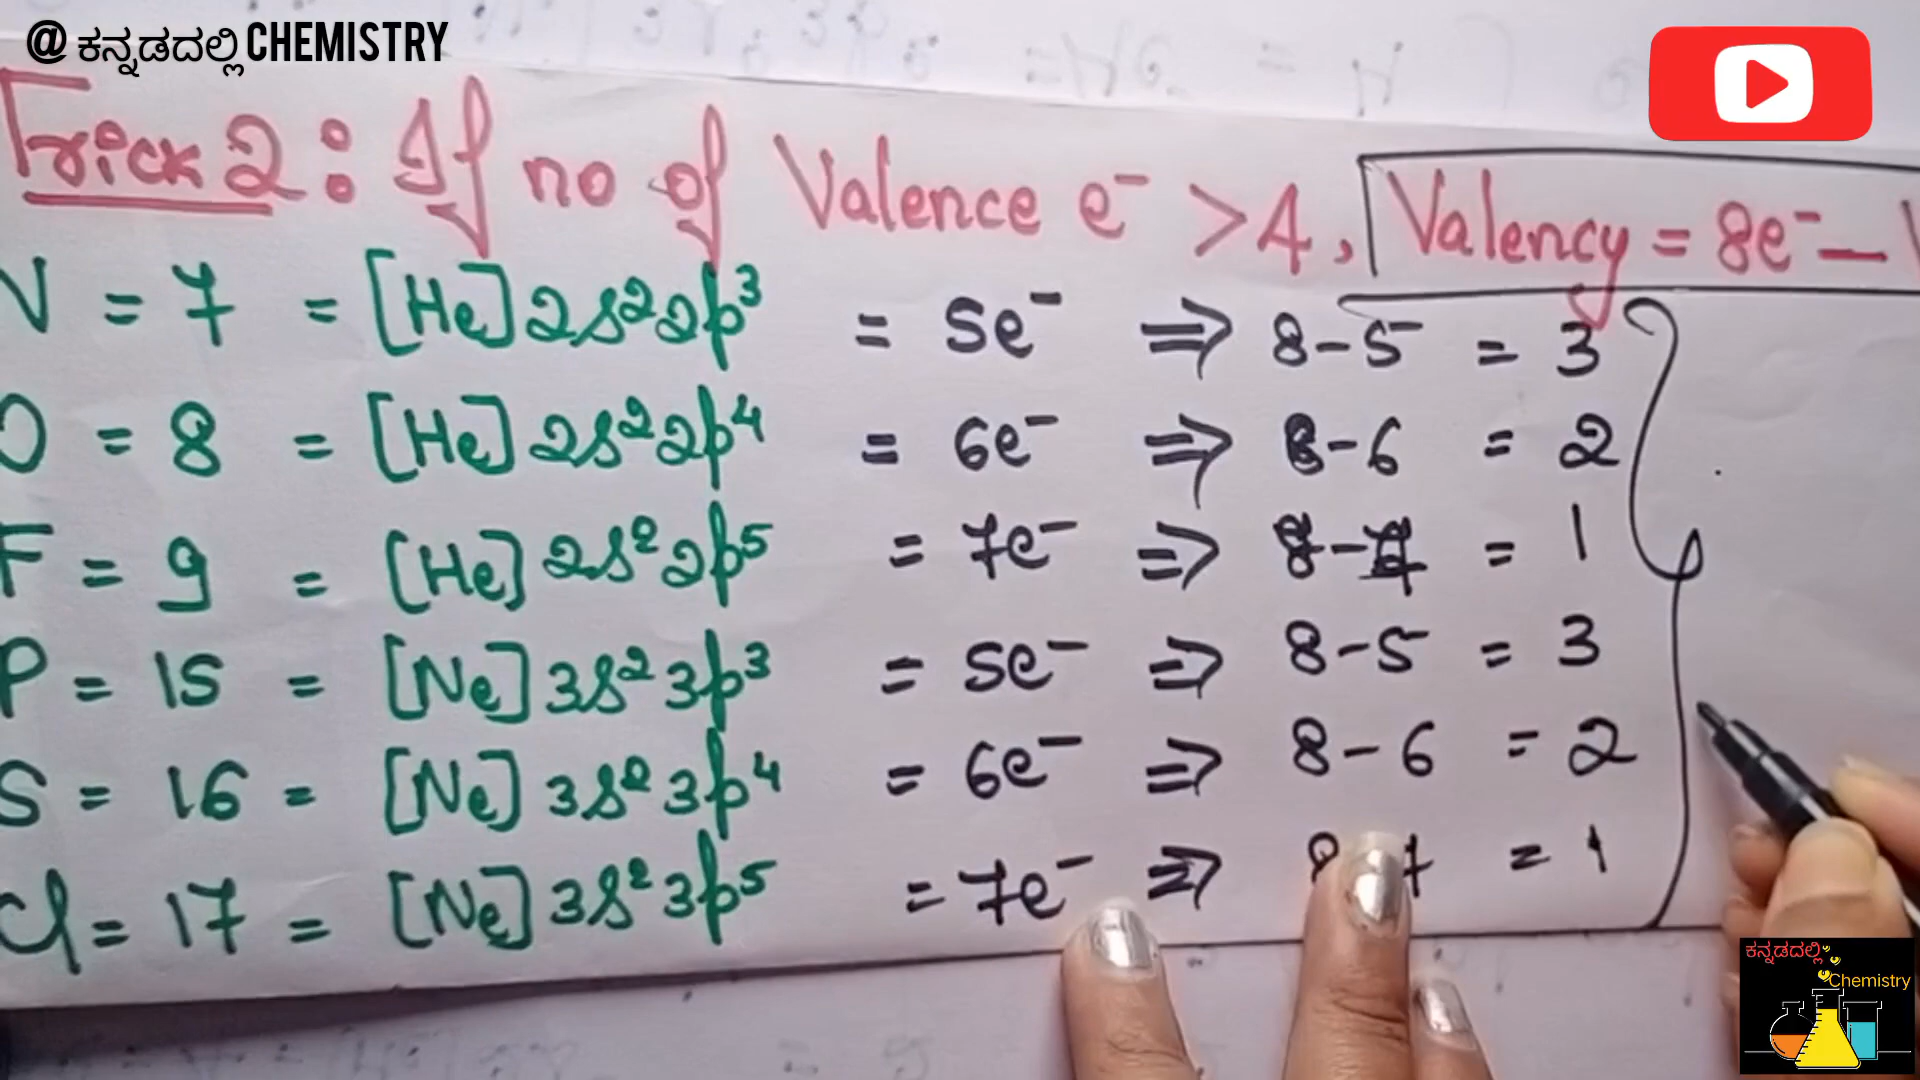 @ ಕನ್ನಡದಲ್ಲಿ CHEMISTRY
Trick 2 : If no of Valence e⁻ > 4, Valency = 8e⁻ –
N = 7 = [He] 2s² 2p³ = 5e⁻ ⇒ 8 – 5 = 3
O = 8 = [He] 2s² 2p⁴ = 6e⁻ ⇒ 8 – 6 = 2
F = 9 = [He] 2s² 2p⁵ = 7e⁻ ⇒ 8 – 7 = 1
P = 15 = [Ne] 3s² 3p³ = 5e⁻ ⇒ 8 – 5 = 3
S = 16 = [Ne] 3s² 3p⁴ = 6e⁻ ⇒ 8 – 6 = 2
Cl = 17 = [Ne] 3s² 3p⁵ = 7e⁻ ⇒ 8 7 = 1
ಕನ್ನಡದಲ್ಲಿ
Chemistry